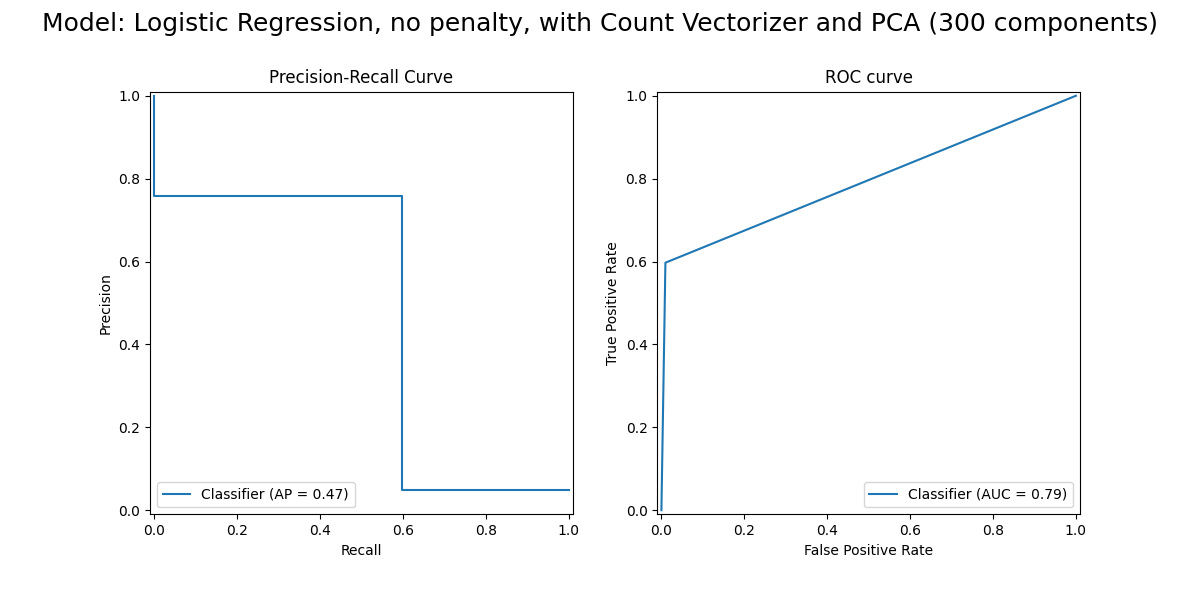 Model: Logistic Regression, no penalty, with Count Vectorizer and PCA (300 components)
Precision-Recall Curve
1.0
0.8
0.6
0.4
0.2
0.0
Precision
Classifier (AP = 0.47)
0.0 0.2 0.4 0.6 0.8 1.0
Recall
ROC curve
1.0
0.8
0.6
0.4
0.2
0.0
True Positive Rate
Classifier (AUC = 0.79)
0.0 0.2 0.4 0.6 0.8 1.0
False Positive Rate